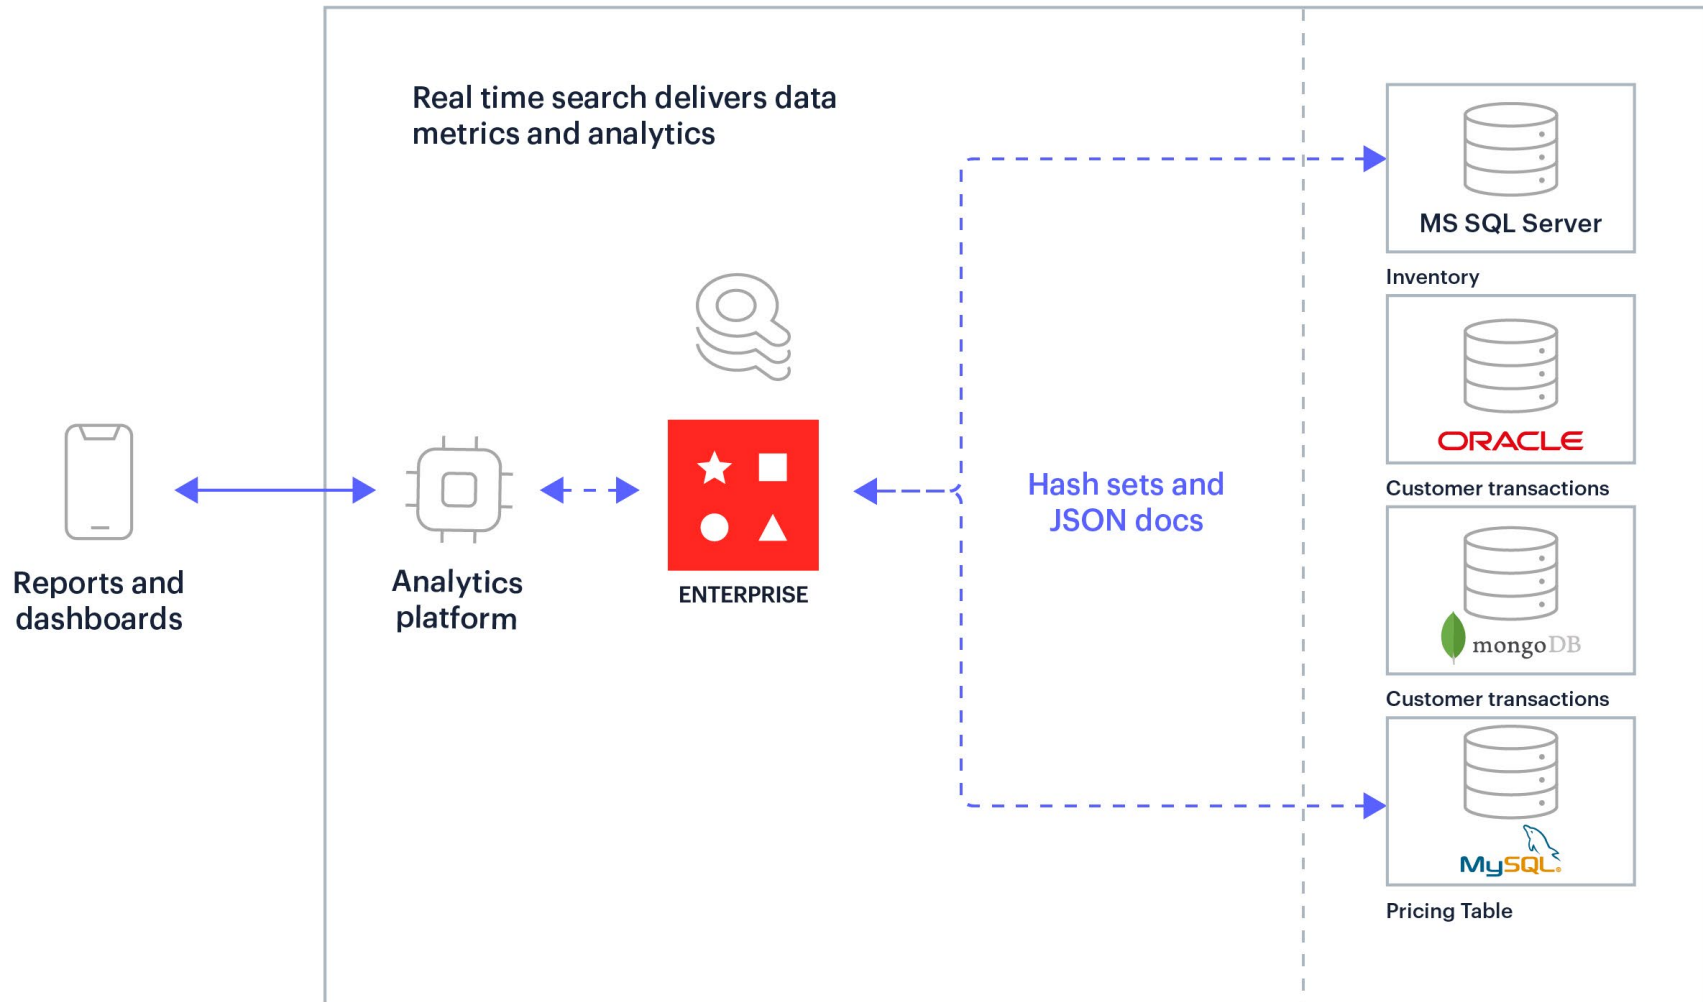 Real time search delivers data
metrics and analytics
MS SQL Server
Inventory
ORACLE
Customer transactions
Hash sets and
JSON docs
Reports and
dashboards
Analytics
platform
ENTERPRISE
mongoDB
Customer transactions
MySQL
Pricing Table